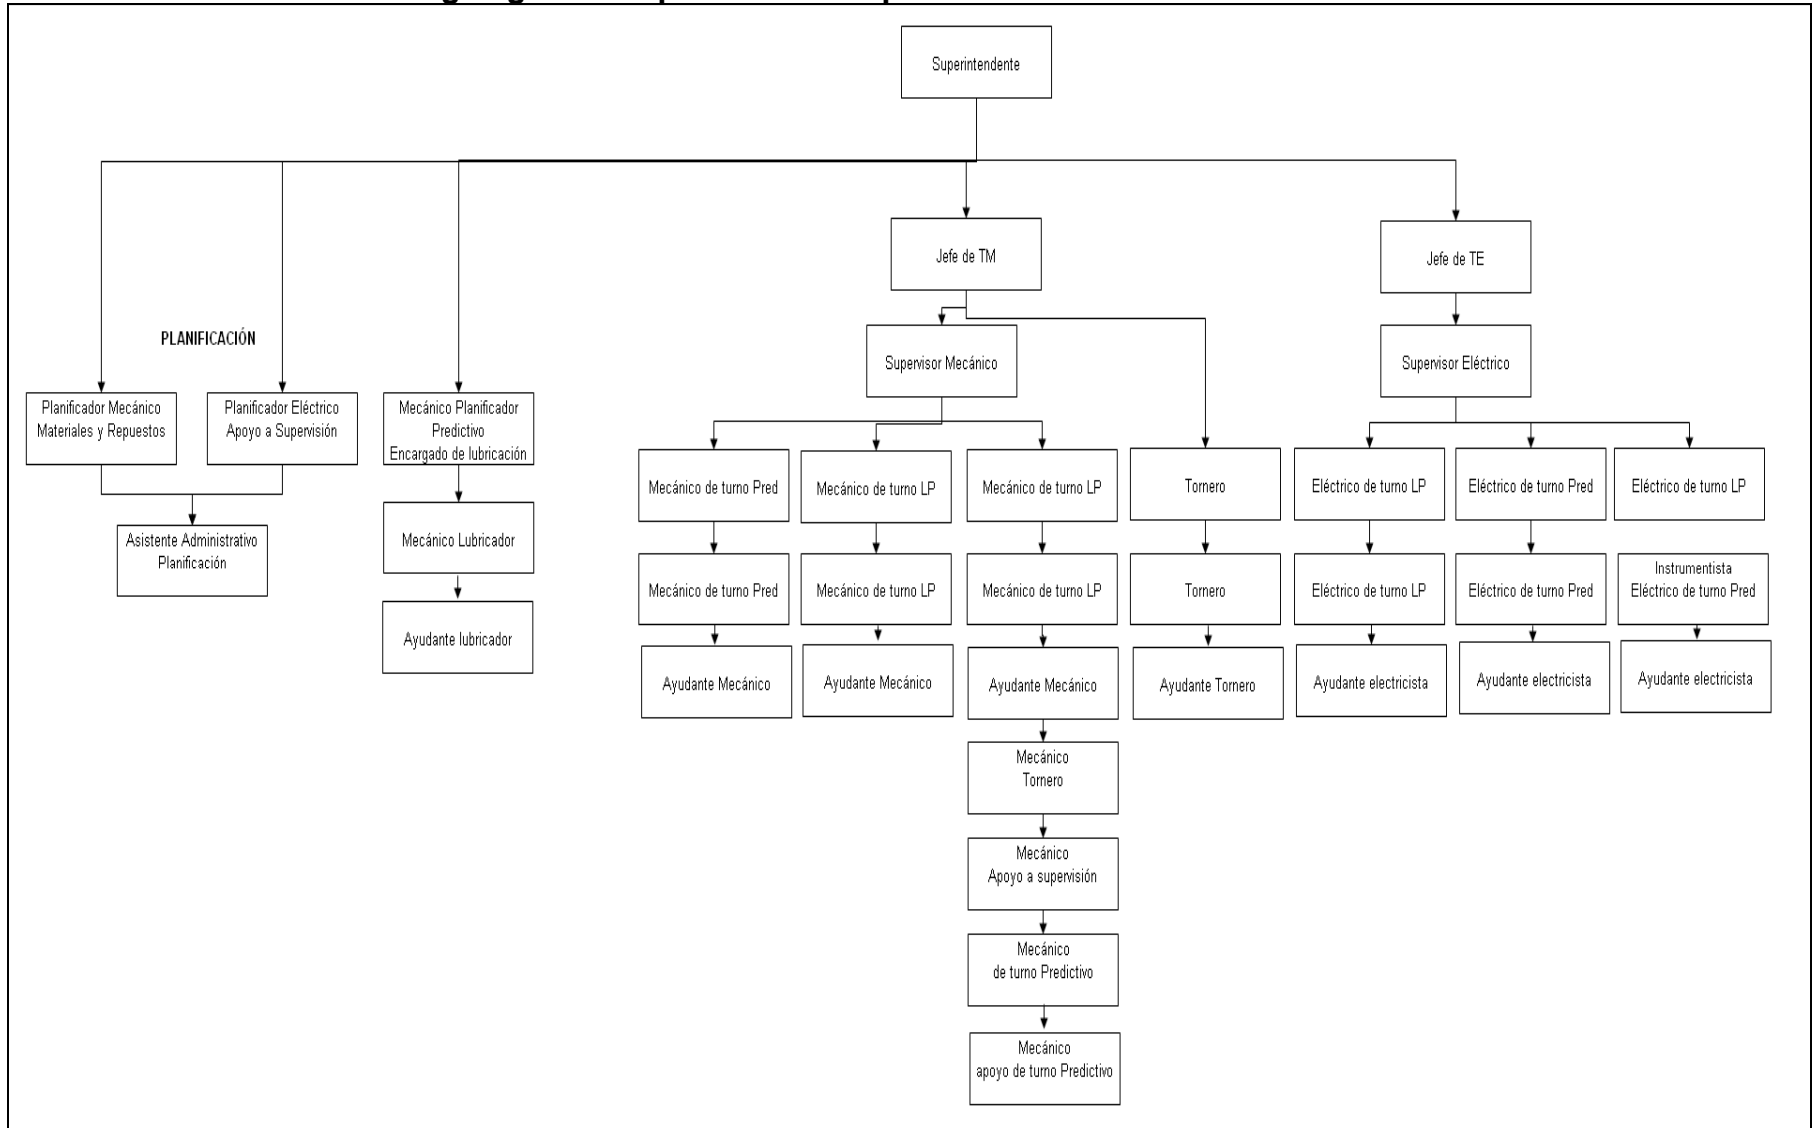 Superintendente
Jefe de TM
Jefe de TE
PLANIFICACIÓN
Supervisor Mecánico
Supervisor Eléctrico
Planificador Mecánico
Materiales y Repuestos
Planificador Eléctrico
Apoyo a Supervisión
Mecánico Planificador
Predictivo
Encargado de lubricación
Mecánico de turno Pred
Mecánico de turno LP
Mecánico de turno LP
Tornero
Eléctrico de turno LP
Eléctrico de turno Pred
Eléctrico de turno LP
Asistente Administrativo
Planificación
Mecánico Lubricador
Mecánico de turno Pred
Mecánico de turno LP
Mecánico de turno LP
Tornero
Eléctrico de turno LP
Eléctrico de turno Pred
Instrumentista
Eléctrico de turno Pred
Ayudante lubricador
Ayudante Mecánico
Ayudante Mecánico
Ayudante Mecánico
Ayudante Tornero
Ayudante electricista
Ayudante electricista
Ayudante electricista
Mecánico
Tornero
Mecánico
Apoyo a supervisión
Mecánico
de turno Predictivo
Mecánico
apoyo de turno Predictivo